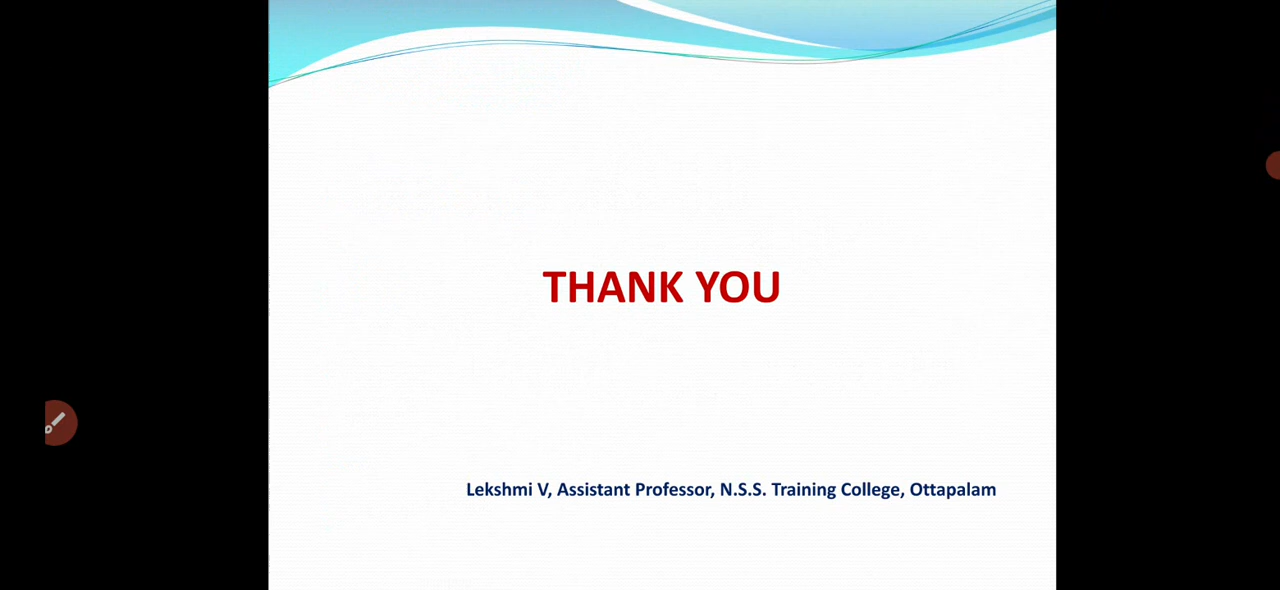 THANK YOU
Lekshmi V, Assistant Professor, N.S.S. Training College, Ottapalam